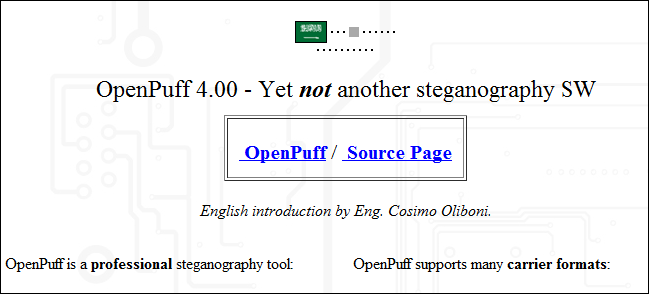 OpenPuff 4.00 - Yet not another steganography SW
OpenPuff / Source Page
English introduction by Eng. Cosimo Oliboni.
OpenPuff is a professional steganography tool:
OpenPuff supports many carrier formats: